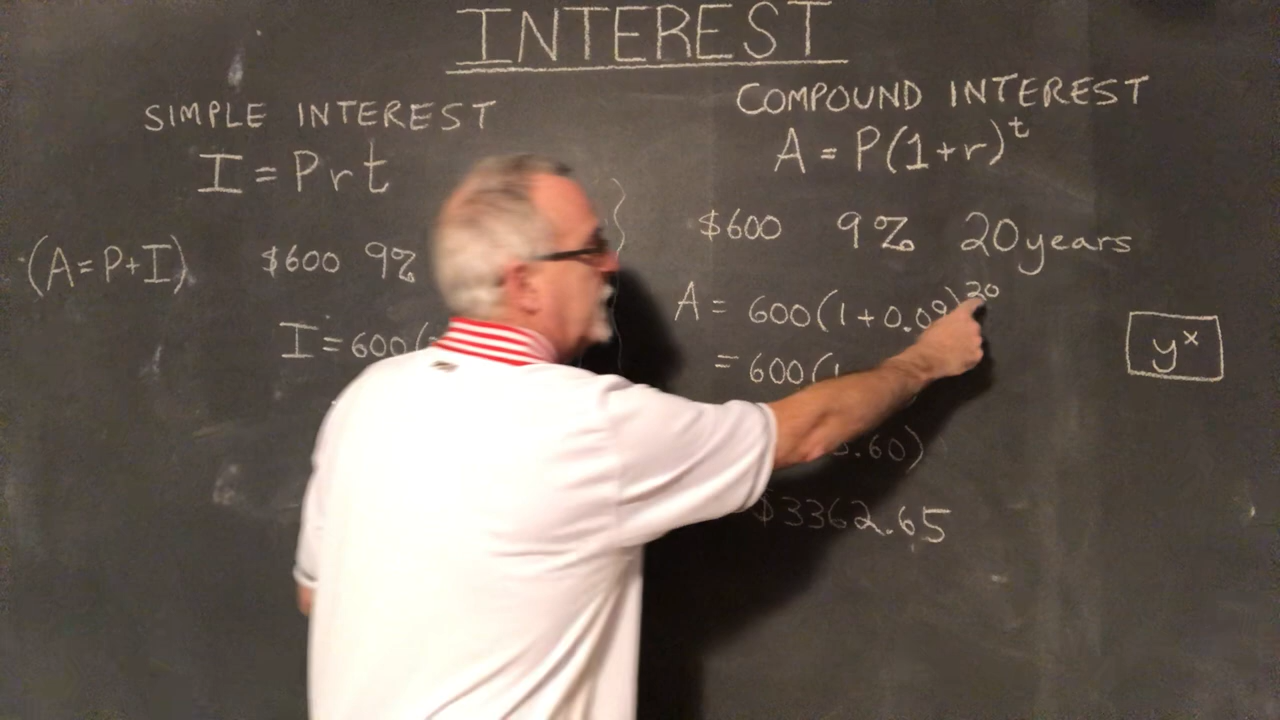 INTEREST
SIMPLE INTEREST
I = Prt
(A=P+I) $600 9%
I = 600(
COMPOUND INTEREST
A = P(1+r)^t
$600 9% 20 years
A = 600(1+0.09)^20
= 600(1
.60)
$3362.65
y^x